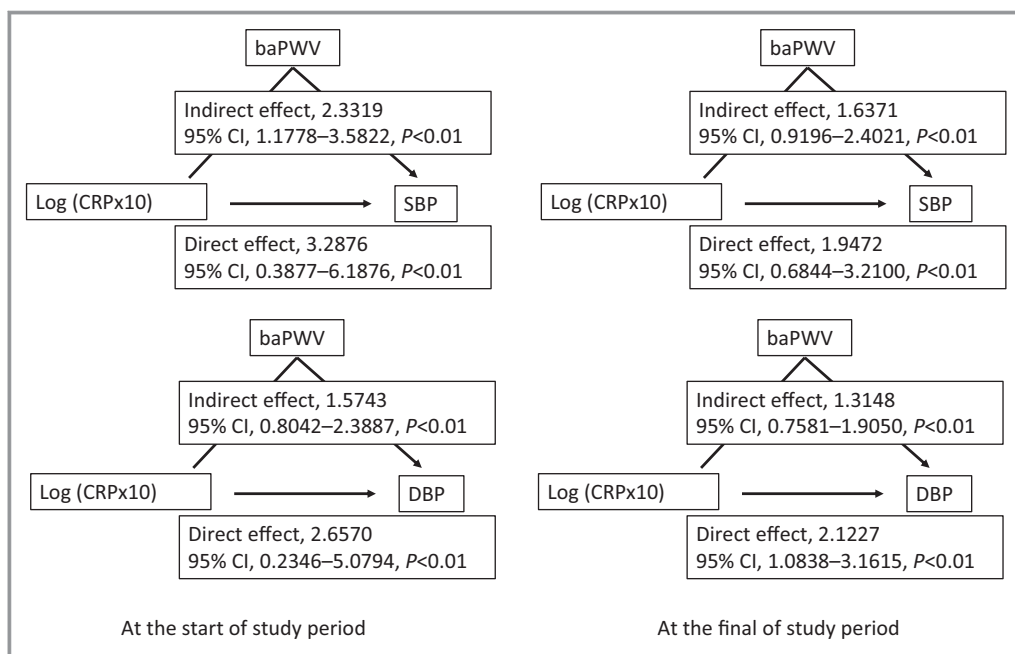 baPWV
Indirect effect, 2.3319
95% CI, 1.1778–3.5822, P<0.01
Log (CRPx10)
SBP
Direct effect, 3.2876
95% CI, 0.3877–6.1876, P<0.01
baPWV
Indirect effect, 1.6371
95% CI, 0.9196–2.4021, P<0.01
Log (CRPx10)
SBP
Direct effect, 1.9472
95% CI, 0.6844–3.2100, P<0.01
baPWV
Indirect effect, 1.5743
95% CI, 0.8042–2.3887, P<0.01
Log (CRPx10)
DBP
Direct effect, 2.6570
95% CI, 0.2346–5.0794, P<0.01
baPWV
Indirect effect, 1.3148
95% CI, 0.7581–1.9050, P<0.01
Log (CRPx10)
DBP
Direct effect, 2.1227
95% CI, 1.0838–3.1615, P<0.01
At the start of study period
At the final of study period